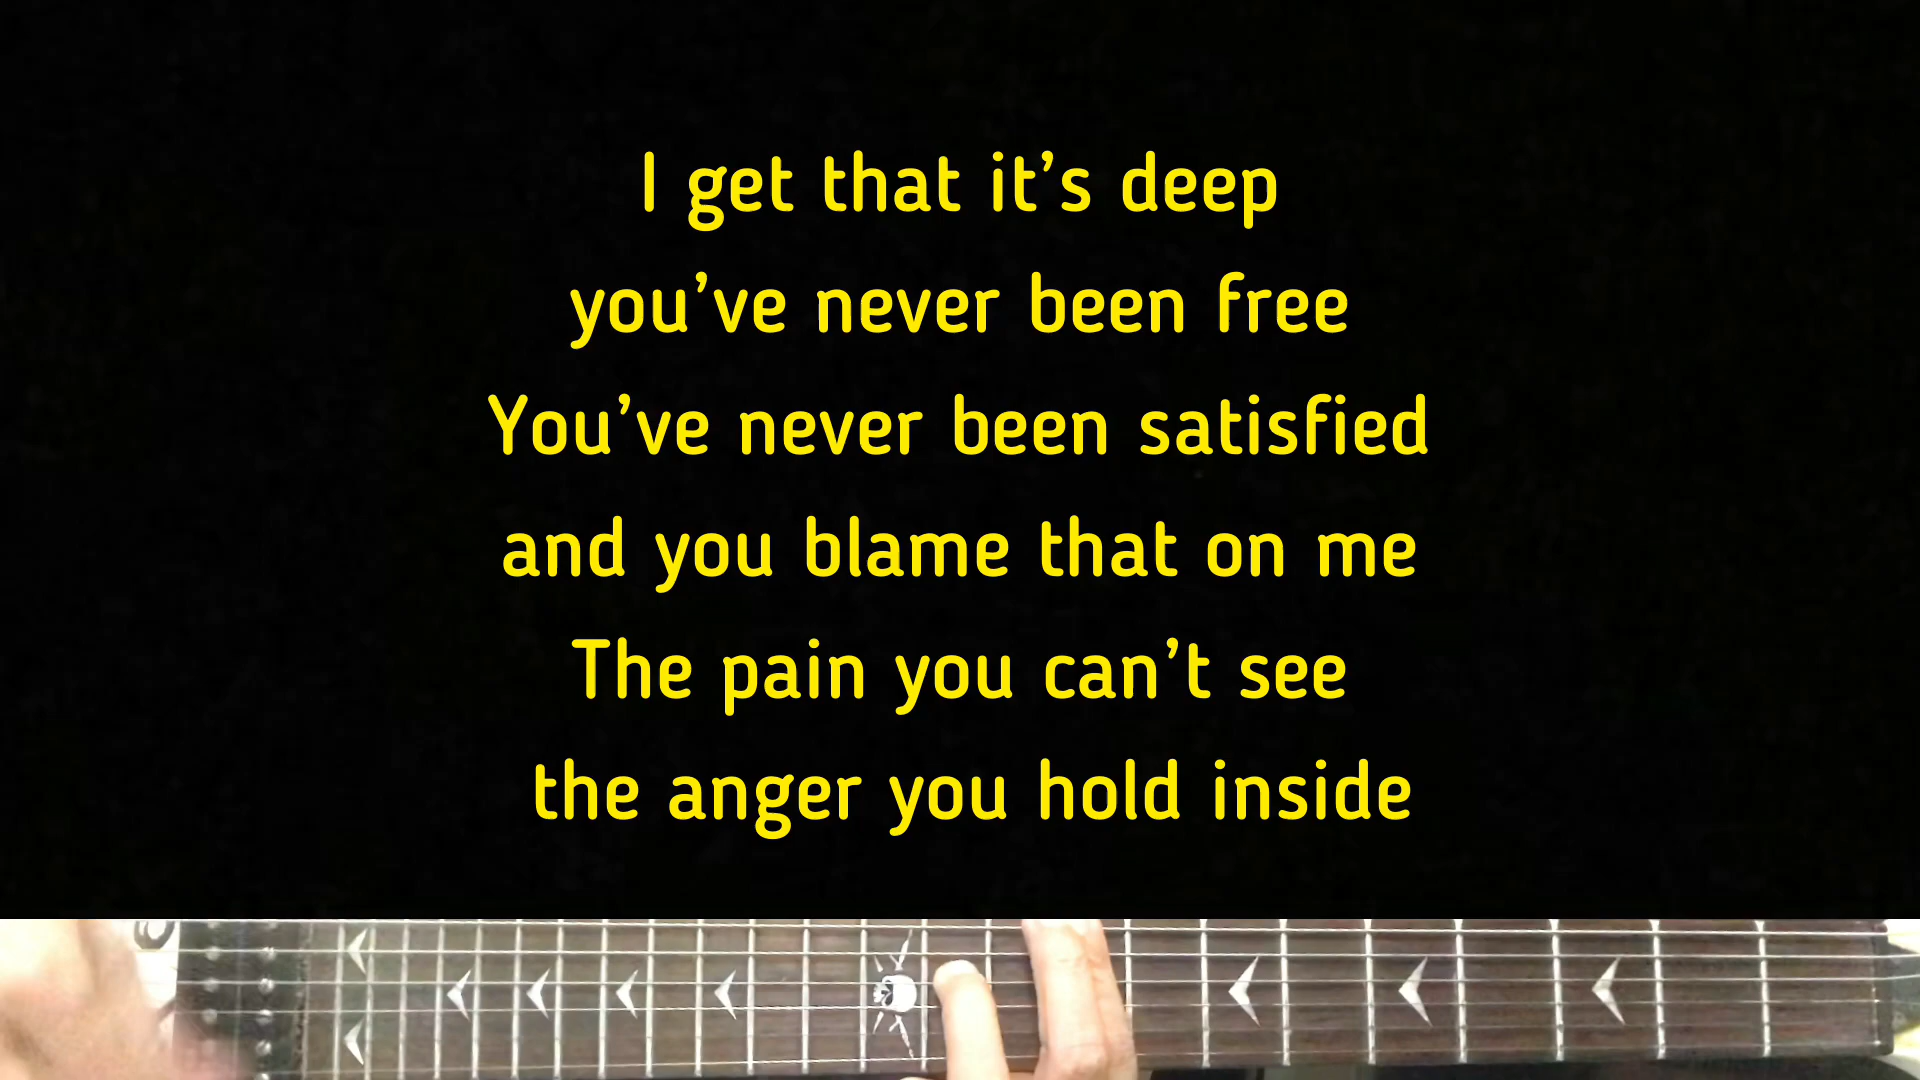 I get that it’s deep
you’ve never been free
You’ve never been satisfied
and you blame that on me
The pain you can’t see
the anger you hold inside